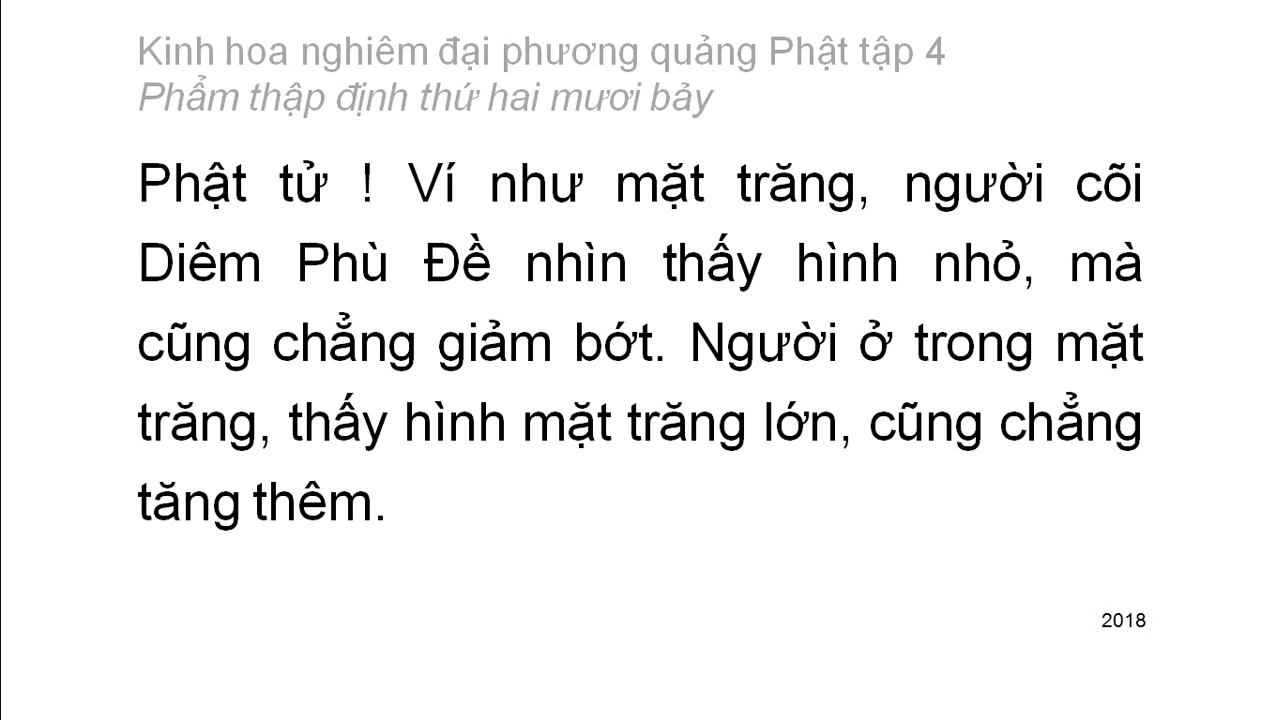 Kinh hoa nghiêm đại phương quảng Phật tập 4
Phẩm thập định thứ hai mươi bảy
Phật tử ! Ví như mặt trăng, người cõi
Diêm Phù Đề nhìn thấy hình nhỏ, mà
cũng chẳng giảm bớt. Người ở trong mặt
trăng, thấy hình mặt trăng lớn, cũng chẳng
tăng thêm.
2018